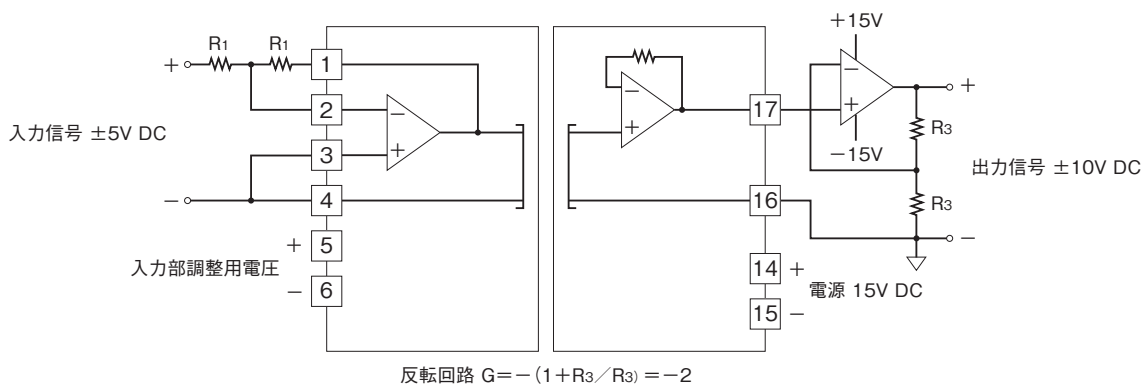 +15V
R1 R1
+ 1
− 17 +
2 − − +
R3
入力信号 ±5V DC
3 + + −15V
出力信号 ±10V DC
R3
− 4 16 −
+ 5
入力部調整用電圧
14 +
電源 15V DC
− 6
15 −
反転回路 G=−(1+R3/R3)=−2